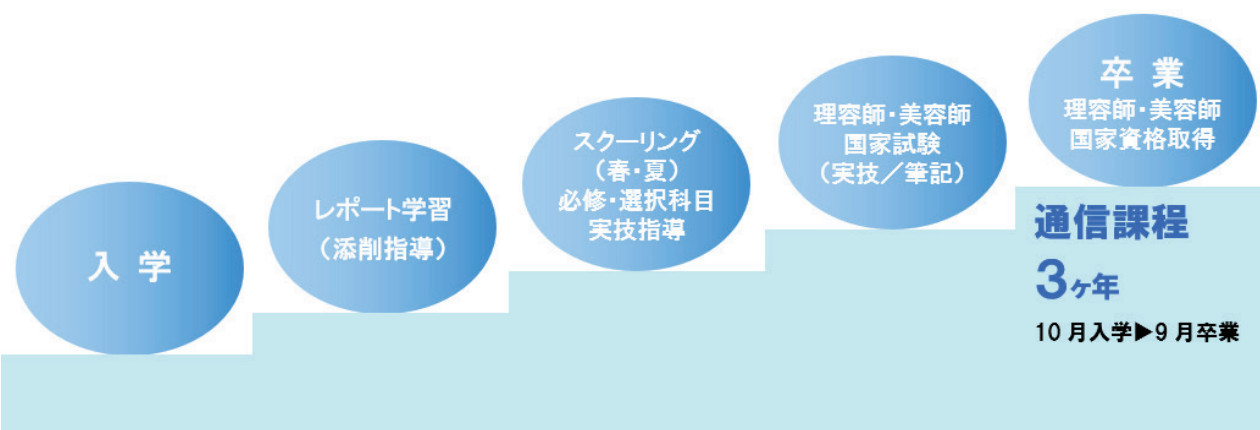 入 学
レポート学習
（添削指導）
スクーリング
（春・夏）
必修・選択科目
実技指導
理容師・美容師
国家試験
（実技／筆記）
卒 業
理容師・美容師
国家資格取得
通信課程
3ヶ年
10 月入学▶9 月卒業